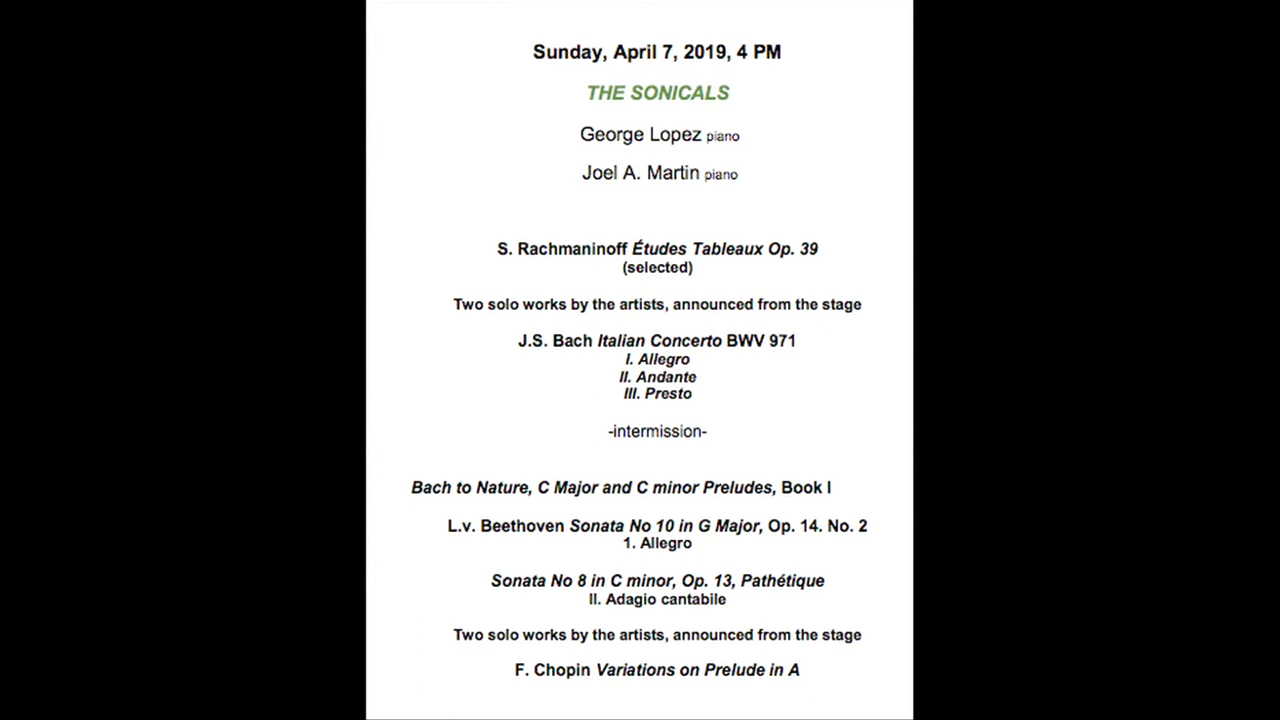 Sunday, April 7, 2019, 4 PM
THE SONICALS
George Lopez piano
Joel A. Martin piano
S. Rachmaninoff Études Tableaux Op. 39
(selected)
Two solo works by the artists, announced from the stage
J.S. Bach Italian Concerto BWV 971
I. Allegro
II. Andante
III. Presto
-intermission-
Bach to Nature, C Major and C minor Preludes, Book I
L.v. Beethoven Sonata No 10 in G Major, Op. 14. No. 2
1. Allegro
Sonata No 8 in C minor, Op. 13, Pathétique
II. Adagio cantabile
Two solo works by the artists, announced from the stage
F. Chopin Variations on Prelude in A